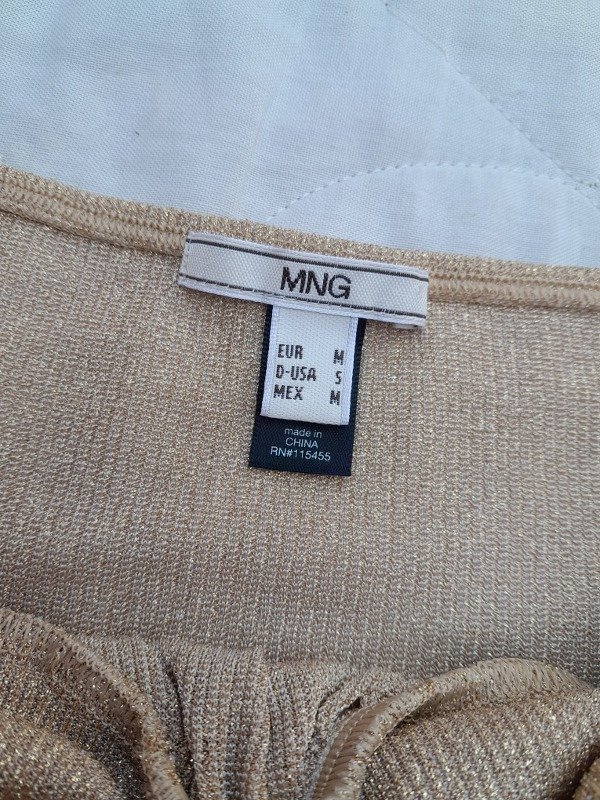 MNG
EUR M
D-USA S
MEX M
made in
CHINA
RN#115455